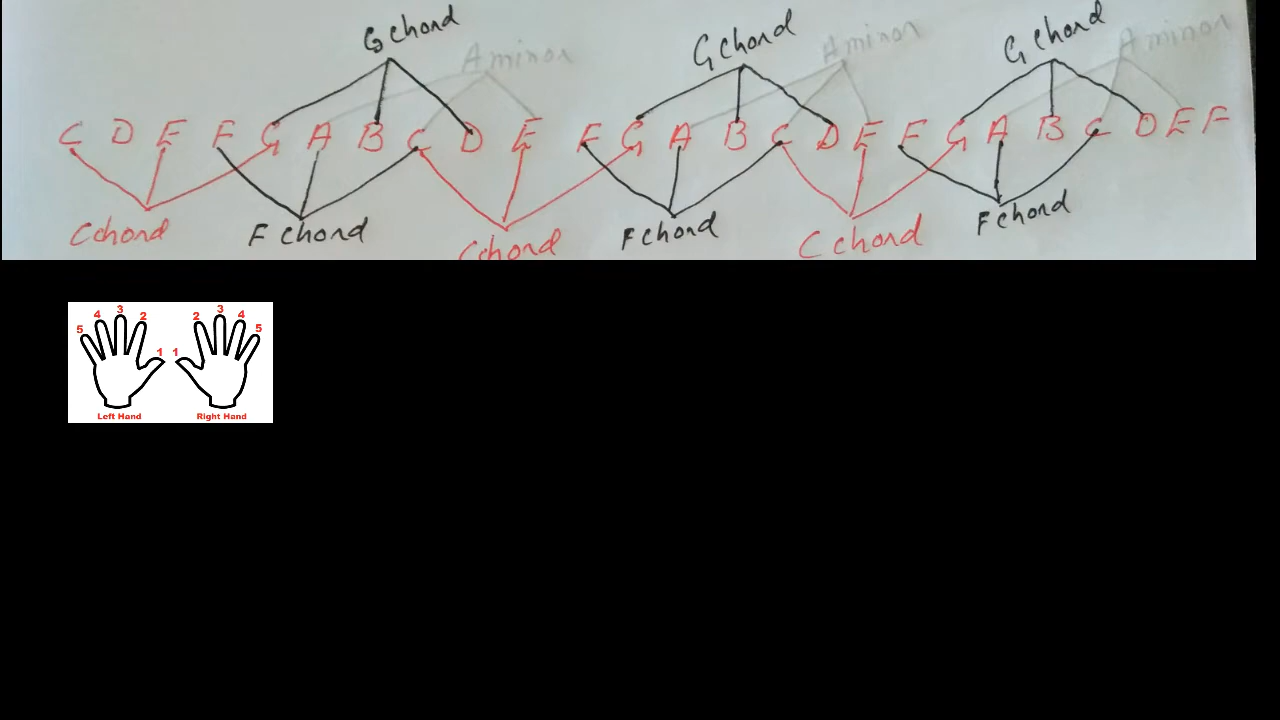 G chord A minor G chord A minor G chord A minor
C D E F G A B C D E F G A B C D E F G A B C D E F
C chord F chord C chord F chord C chord F chord
5 4 3 2 1 1 2 3 4 5
Left Hand Right Hand